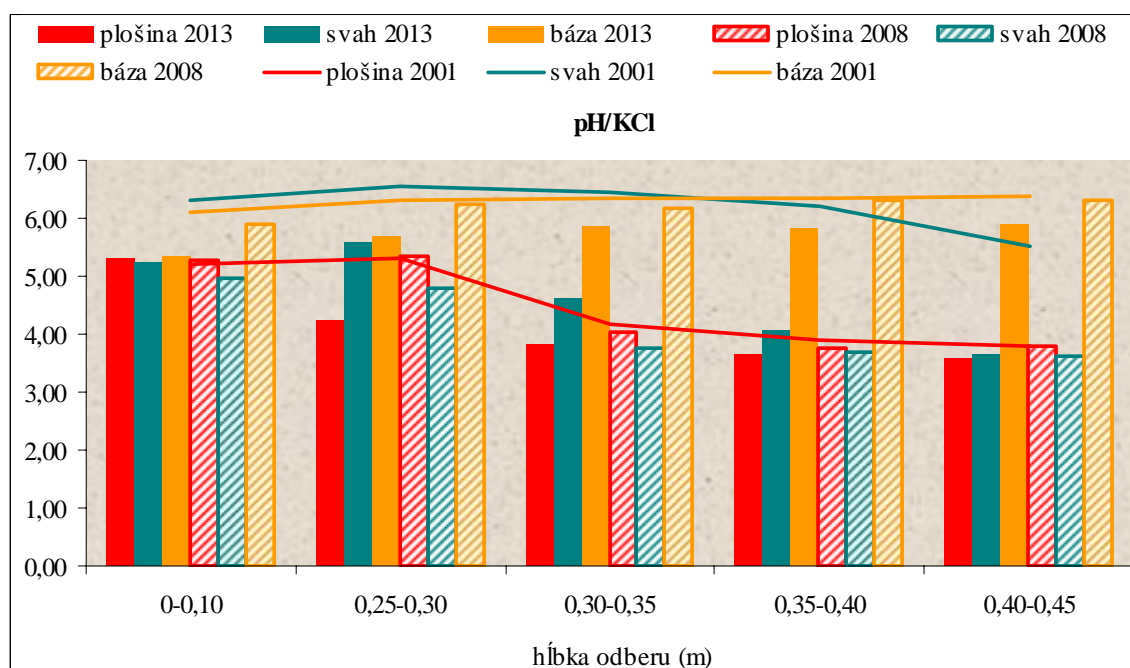 plošina 2013 svah 2013 báza 2013 plošina 2008 svah 2008
báza 2008 plošina 2001 svah 2001 báza 2001
pH/KCl
7,00
6,00
5,00
4,00
3,00
2,00
1,00
0,00
0-0,10 0,25-0,30 0,30-0,35 0,35-0,40 0,40-0,45
hĺbka odberu (m)